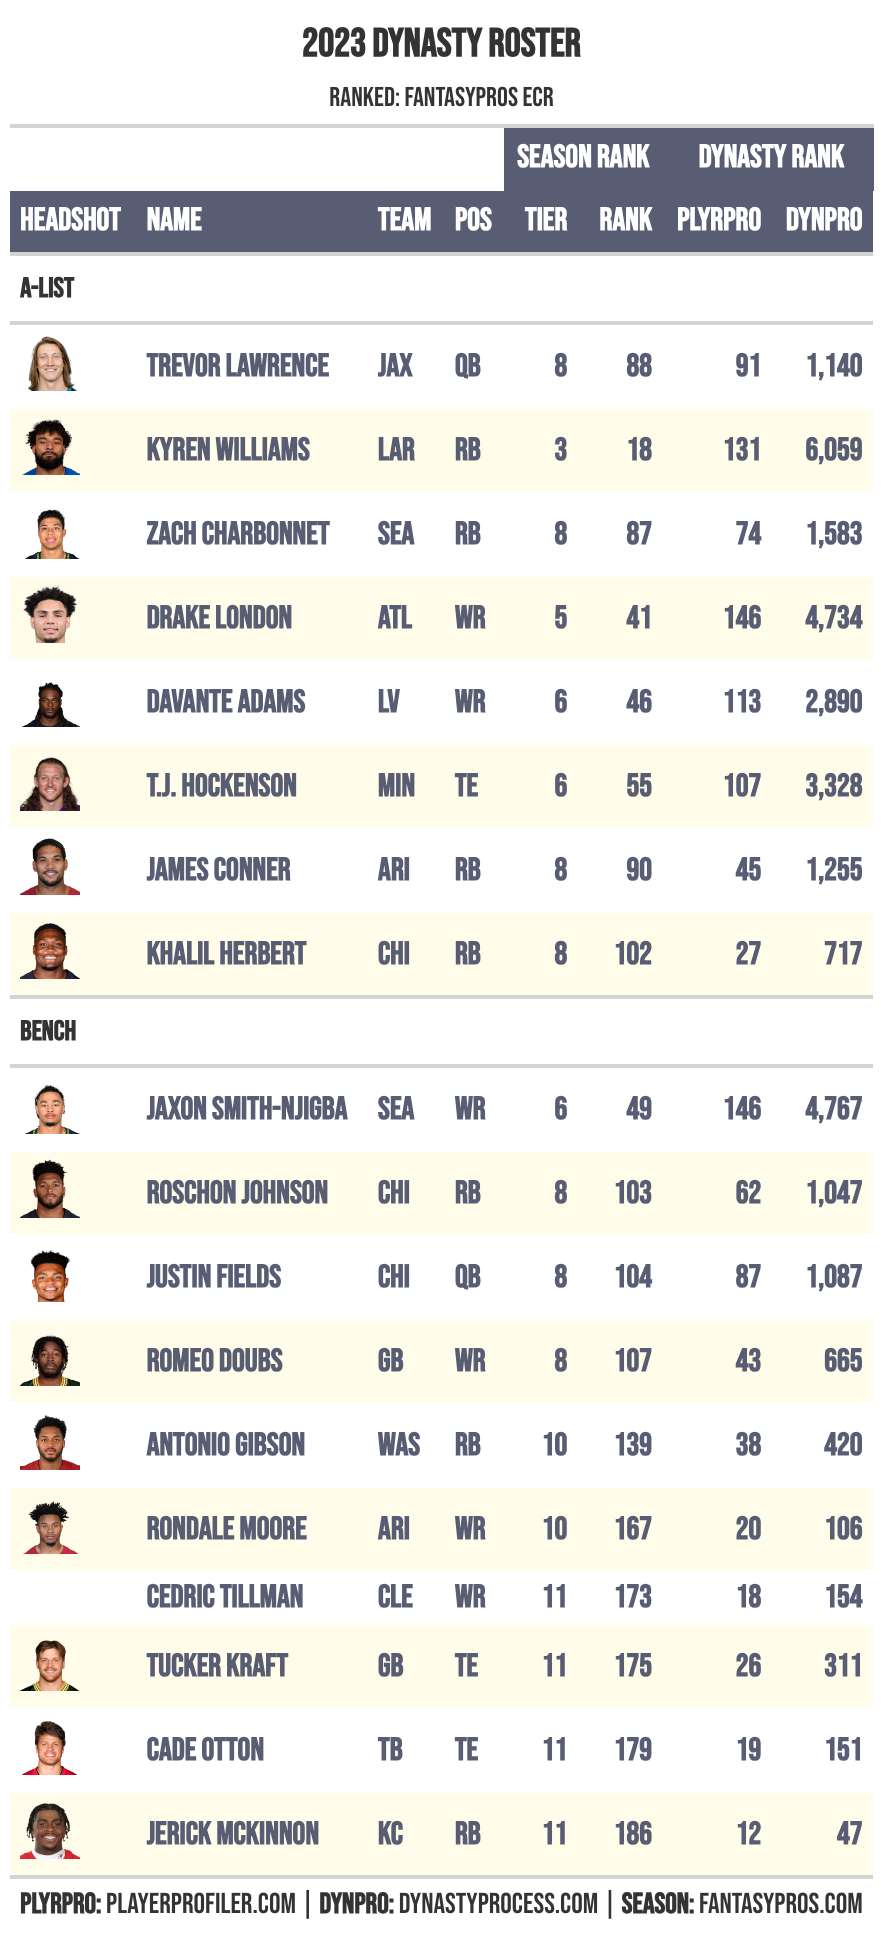 2023 DYNASTY ROSTER
RANKED: FANTASYPROS ECR
SEASON RANK DYNASTY RANK
HEADSHOT NAME TEAM POS TIER RANK PLYRPRO DYNPRO
A-LIST
TREVOR LAWRENCE JAX QB 8 88 91 1,140
KYREN WILLIAMS LAR RB 3 18 131 6,059
ZACH CHARBONNET SEA RB 8 87 74 1,583
DRAKE LONDON ATL WR 5 41 146 4,734
DAVANTE ADAMS LV WR 6 46 113 2,890
T.J. HOCKENSON MIN TE 6 55 107 3,328
JAMES CONNER ARI RB 8 90 45 1,255
KHALIL HERBERT CHI RB 8 102 27 717
BENCH
JAXON SMITH-NJIGBA SEA WR 6 49 146 4,767
ROSCHON JOHNSON CHI RB 8 103 62 1,047
JUSTIN FIELDS CHI QB 8 104 87 1,087
ROMEO DOUBS GB WR 8 107 43 665
ANTONIO GIBSON WAS RB 10 139 38 420
RONDALE MOORE ARI WR 10 167 20 106
CEDRIC TILLMAN CLE WR 11 173 18 154
TUCKER KRAFT GB TE 11 175 26 311
CADE OTTON TB TE 11 179 19 151
JERICK MCKINNON KC RB 11 186 12 47
PLYRPRO: PLAYERPROFILER.COM | DYNPRO: DYNASTYPROCESS.COM | SEASON: FANTASYPROS.COM